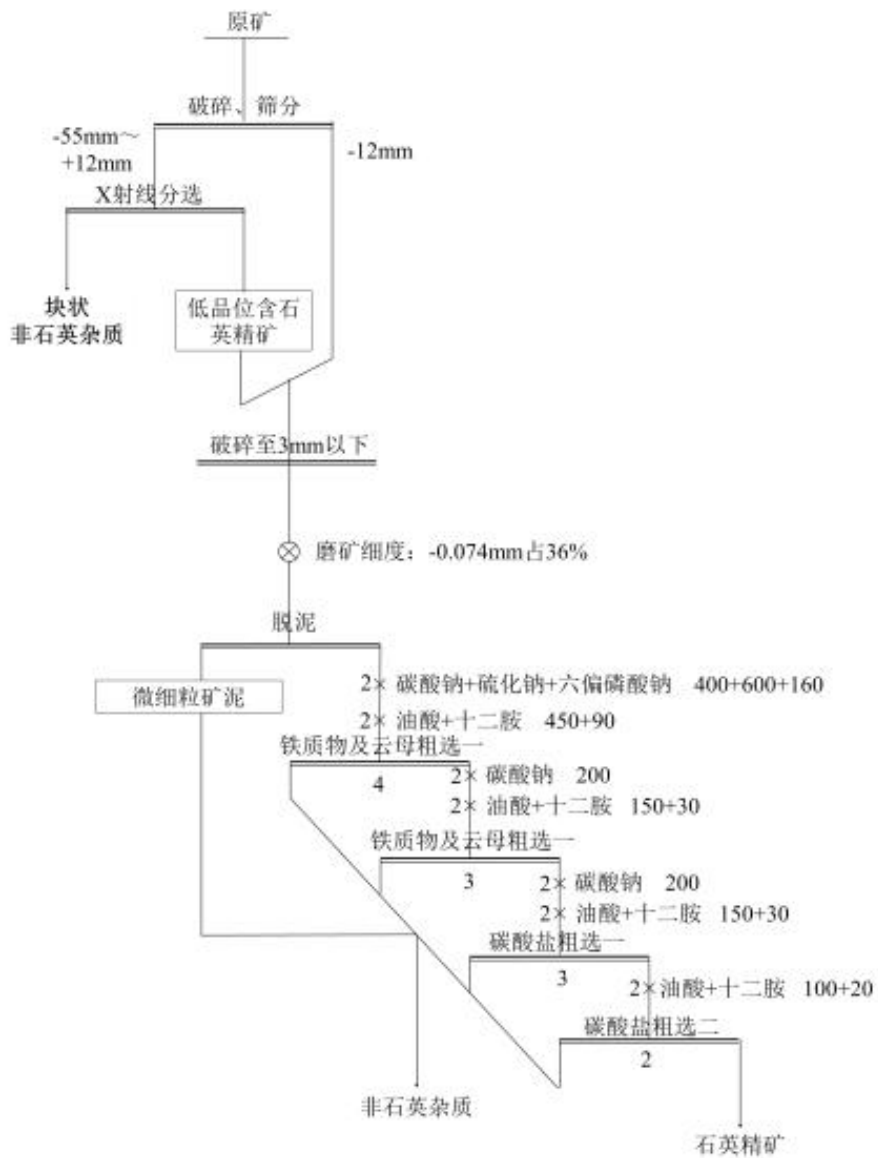 原矿
破碎、筛分
-55mm～
+12mm
-12mm
X射线分选
块状
非石英杂质
低品位含石
英精矿
破碎至3mm以下
磨矿细度：-0.074mm占36%
脱泥
微细粒矿泥
2× 碳酸钠+硫化钠+六偏磷酸钠 400+600+160
2× 油酸+十二胺 450+90
铁质物及云母粗选一
4
2× 碳酸钠 200
2× 油酸+十二胺 150+30
铁质物及云母粗选一
3
2× 碳酸钠 200
2× 油酸+十二胺 150+30
碳酸盐粗选一
3
2×油酸+十二胺 100+20
碳酸盐粗选二
2
非石英杂质
石英精矿